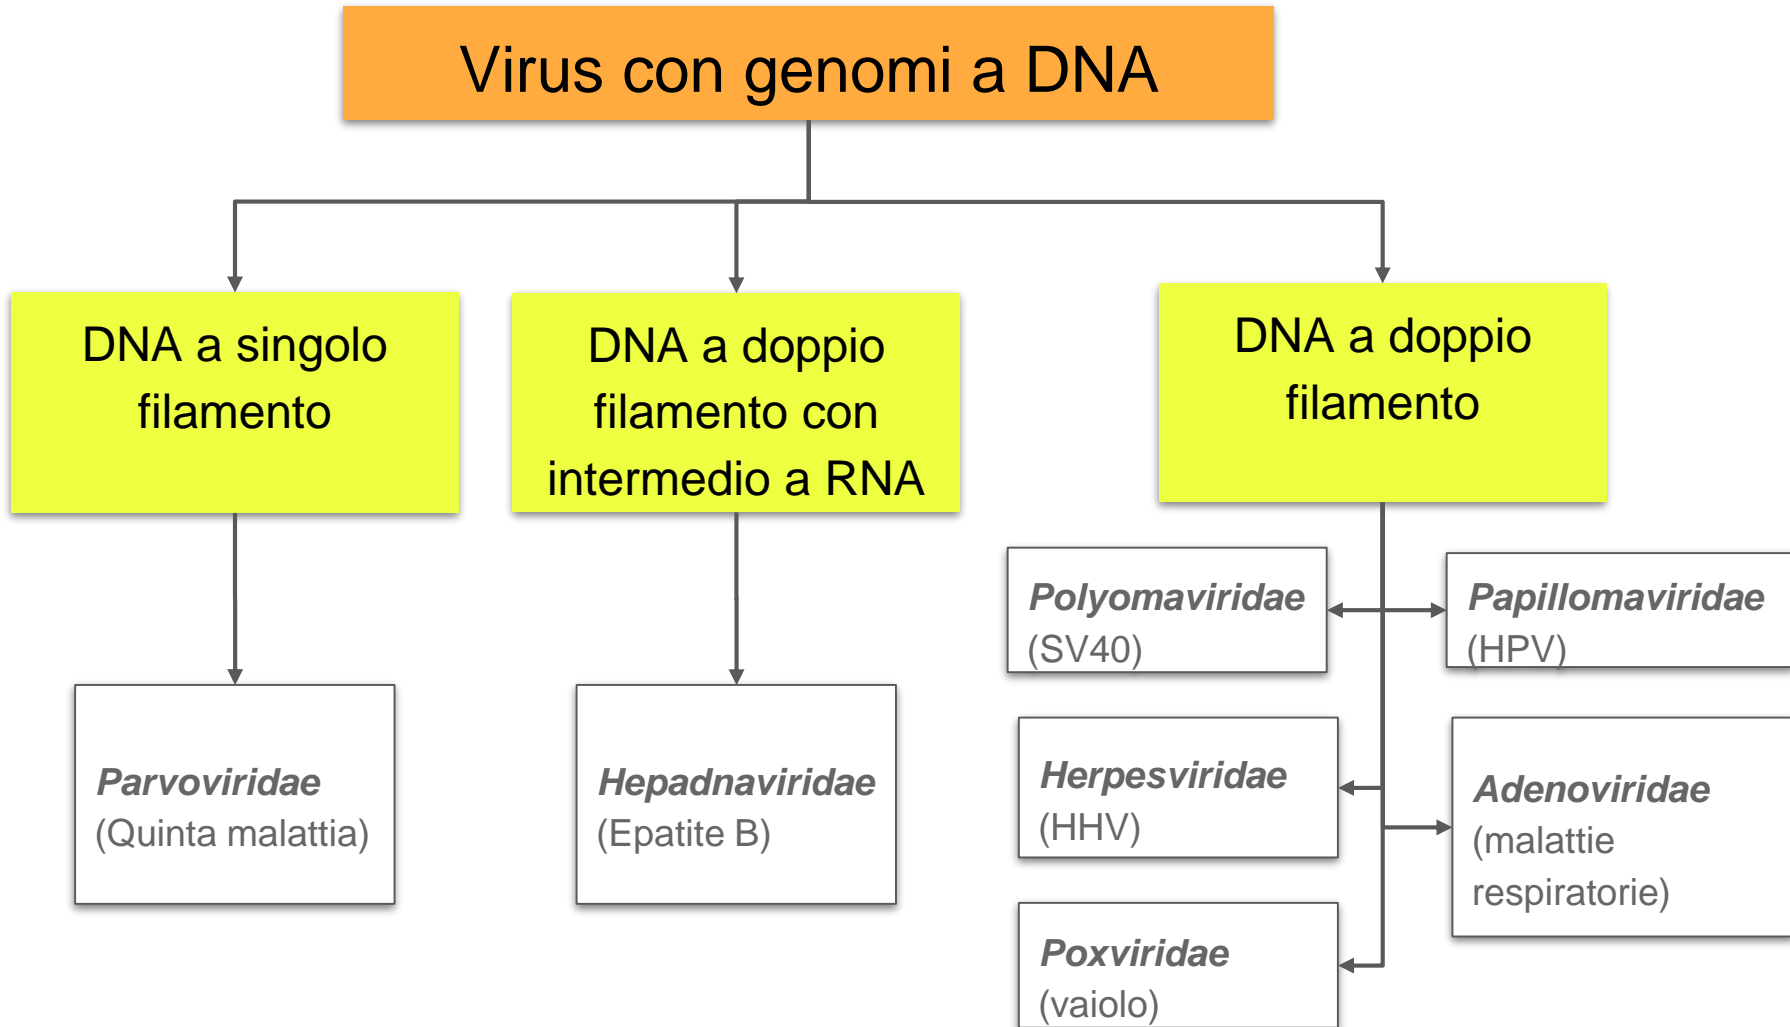 Virus con genomi a DNA
DNA a singolo
filamento
DNA a doppio
filamento con
intermedio a RNA
DNA a doppio
filamento
Parvoviridae
(Quinta malattia)
Hepadnaviridae
(Epatite B)
Polyomaviridae
(SV40)
Papillomaviridae
(HPV)
Herpesviridae
(HHV)
Adenoviridae
(malattie
respiratorie)
Poxviridae
(vaiolo)